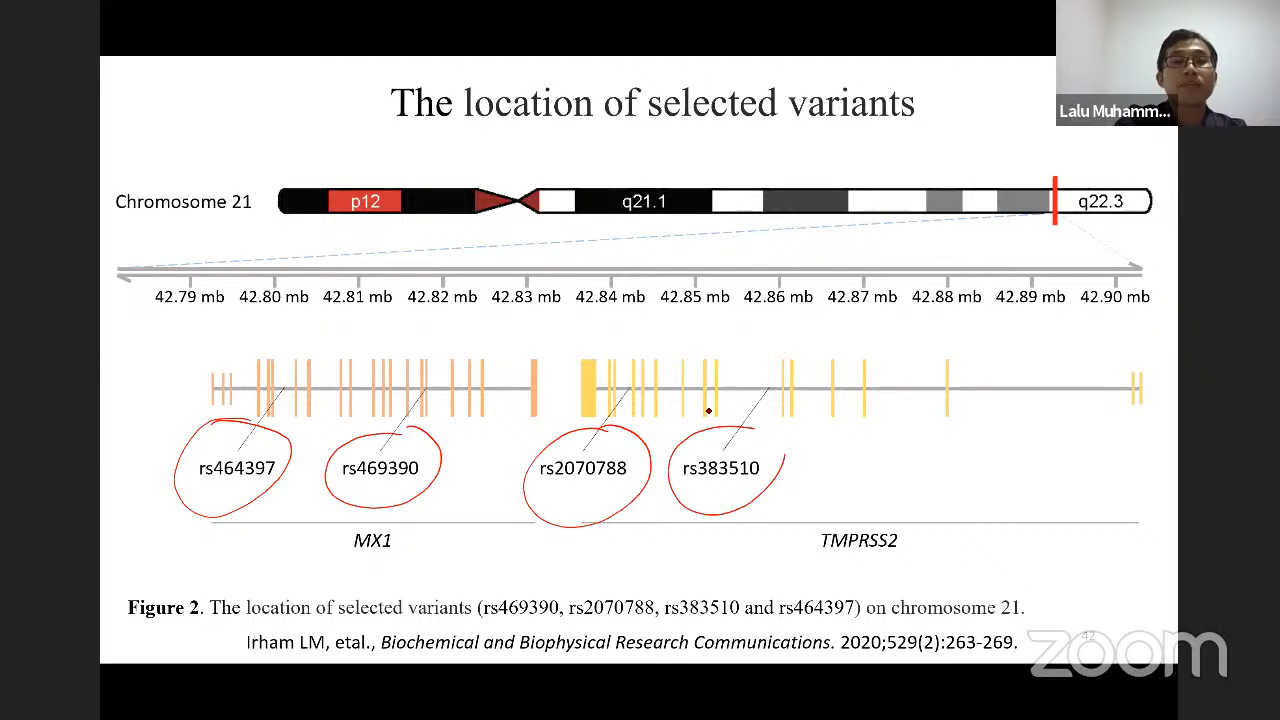 The location of selected variants
Lalu Muhamm...
Chromosome 21
p12
q21.1
q22.3
42.79 mb 42.80 mb 42.81 mb 42.82 mb 42.83 mb 42.84 mb 42.85 mb 42.86 mb 42.87 mb 42.88 mb 42.89 mb 42.90 mb
rs464397 rs469390 rs2070788 rs383510
MX1 TMPRSS2
Figure 2. The location of selected variants (rs469390, rs2070788, rs383510 and rs464397) on chromosome 21.
Irham LM, etal., Biochemical and Biophysical Research Communications. 2020;529(2):263-269.
42
zoom